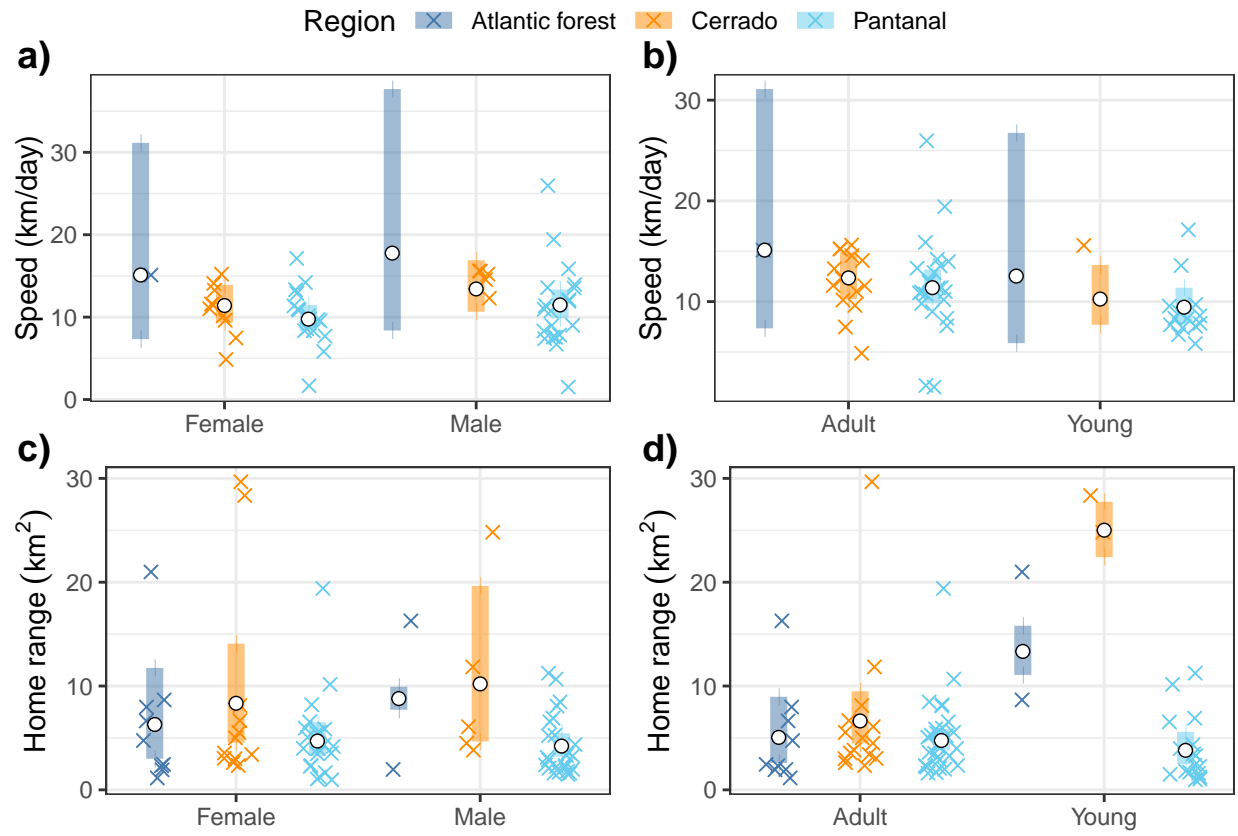 Region Atlantic forest Cerrado Pantanal
a)
Speed (km/day)
30
20
10
0
Female Male
b)
Speed (km/day)
30
20
10
Adult Young
c)
Home range (km²)
30
20
10
0
Female Male
d)
Home range (km²)
30
20
10
0
Adult Young